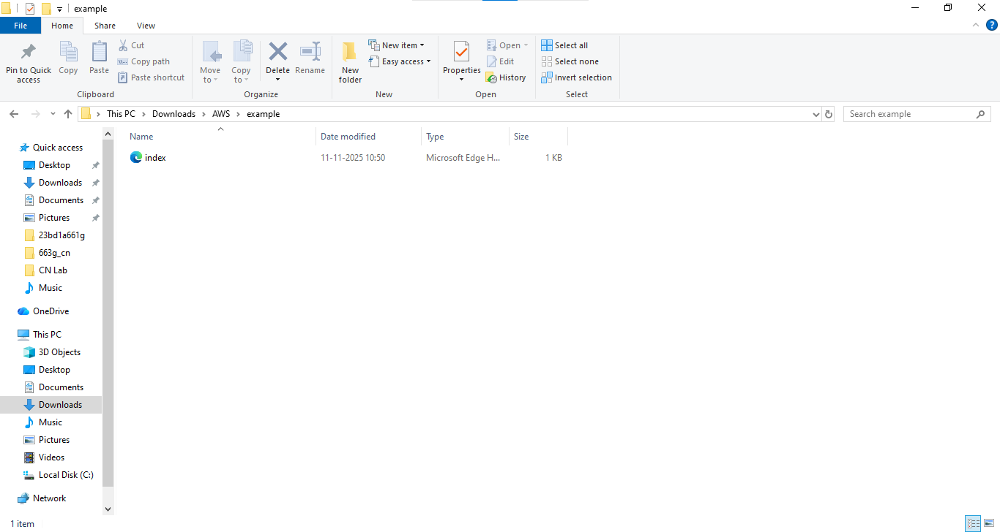 example
File Home Share View
Pin to Quick access
Copy
Paste
Cut
Copy path
Paste shortcut
Clipboard
Move to
Copy to
Delete
Rename
Organize
New folder
New item
Easy access
New
Properties
Open
Edit
History
Open
Select all
Select none
Invert selection
Select
This PC > Downloads > AWS > example
Search example
Name Date modified Type Size
index 11-11-2025 10:50 Microsoft Edge H... 1 KB
Quick access
Desktop
Downloads
Documents
Pictures
23bd1a661g
663g_cn
CN Lab
Music
OneDrive
This PC
3D Objects
Desktop
Documents
Downloads
Music
Pictures
Videos
Local Disk (C:)
Network
1 item